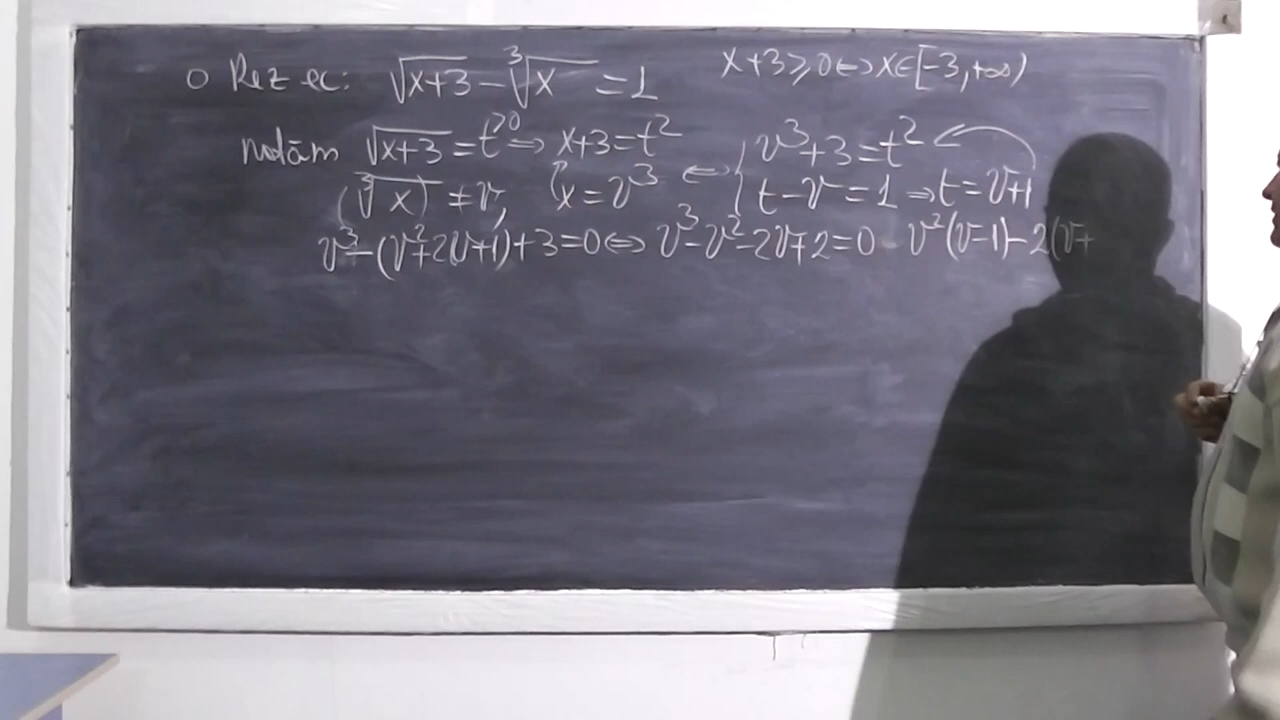 o Rez ec: √x+3 − ∛x = 1 x+3 ⩾ 0 ⇔ x∈[−3,+∞)
notăm √x+3 = t ⩾0 ⇒ x+3 = t² ⇔ { v³+3 = t²
(∛x) = v, x = v³ t − v = 1 ⇒ t = v+1
v³−(v²+2v+1)+3=0 ⇔ v³−v²−2v+2=0 v²(v−1)−2(v